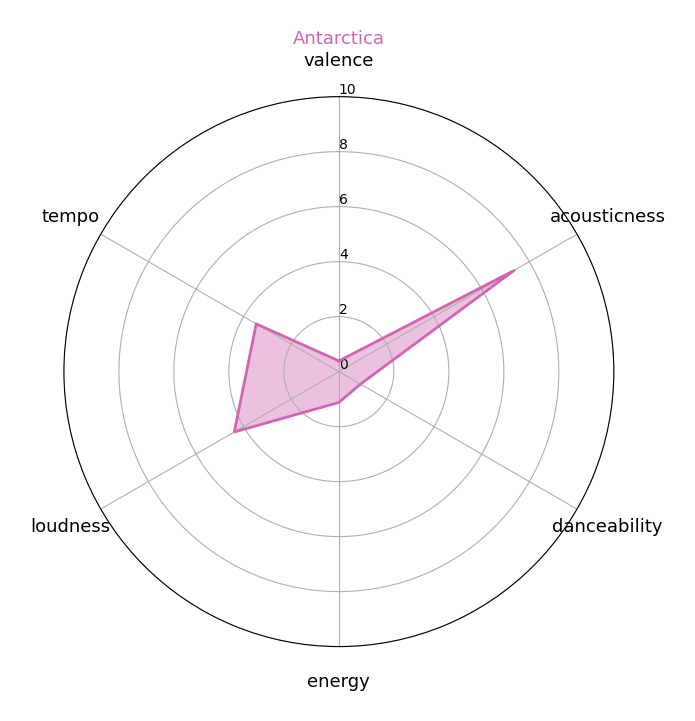 Antarctica
valence
10
8
6
4
2
0
tempo
acousticness
loudness
danceability
energy